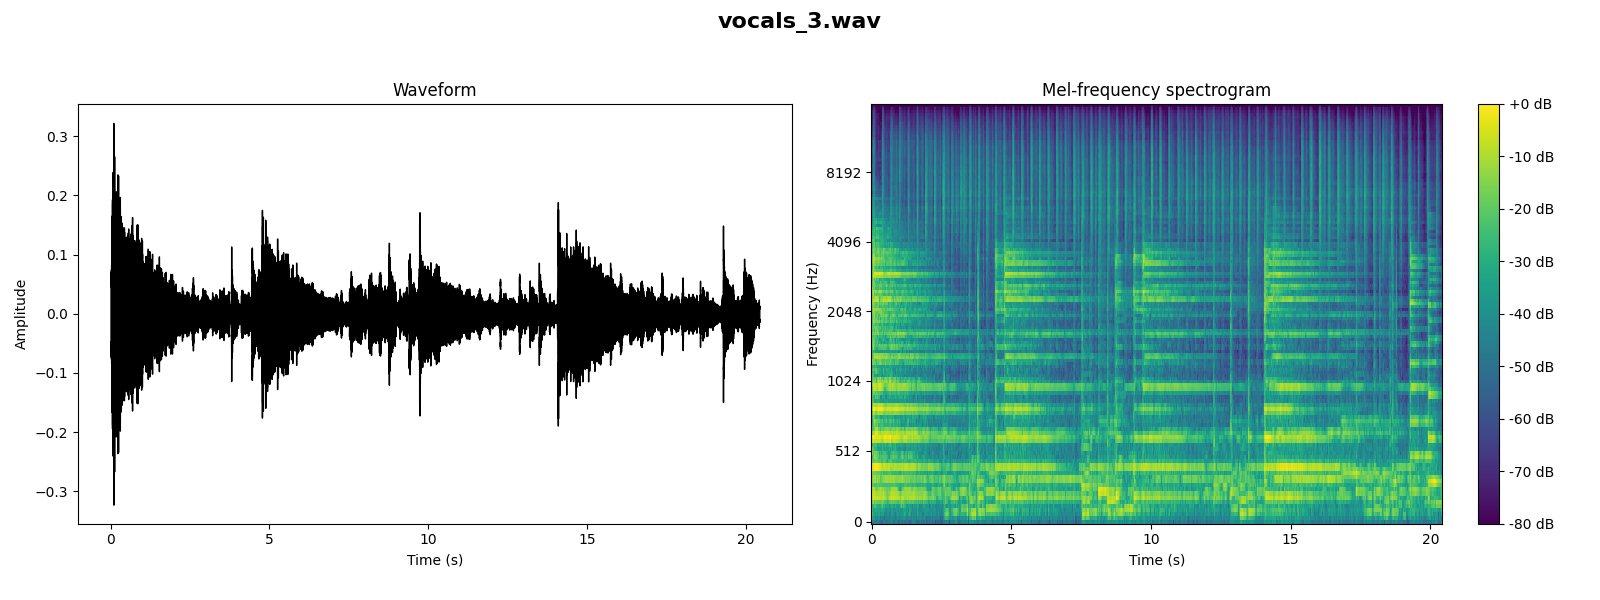 vocals_3.wav
Waveform
Amplitude
0.3
0.2
0.1
0.0
−0.1
−0.2
−0.3
0
5
10
15
20
Time (s)
Mel-frequency spectrogram
Frequency (Hz)
8192
4096
2048
1024
512
0
0
5
10
15
20
Time (s)
+0 dB
-10 dB
-20 dB
-30 dB
-40 dB
-50 dB
-60 dB
-70 dB
-80 dB